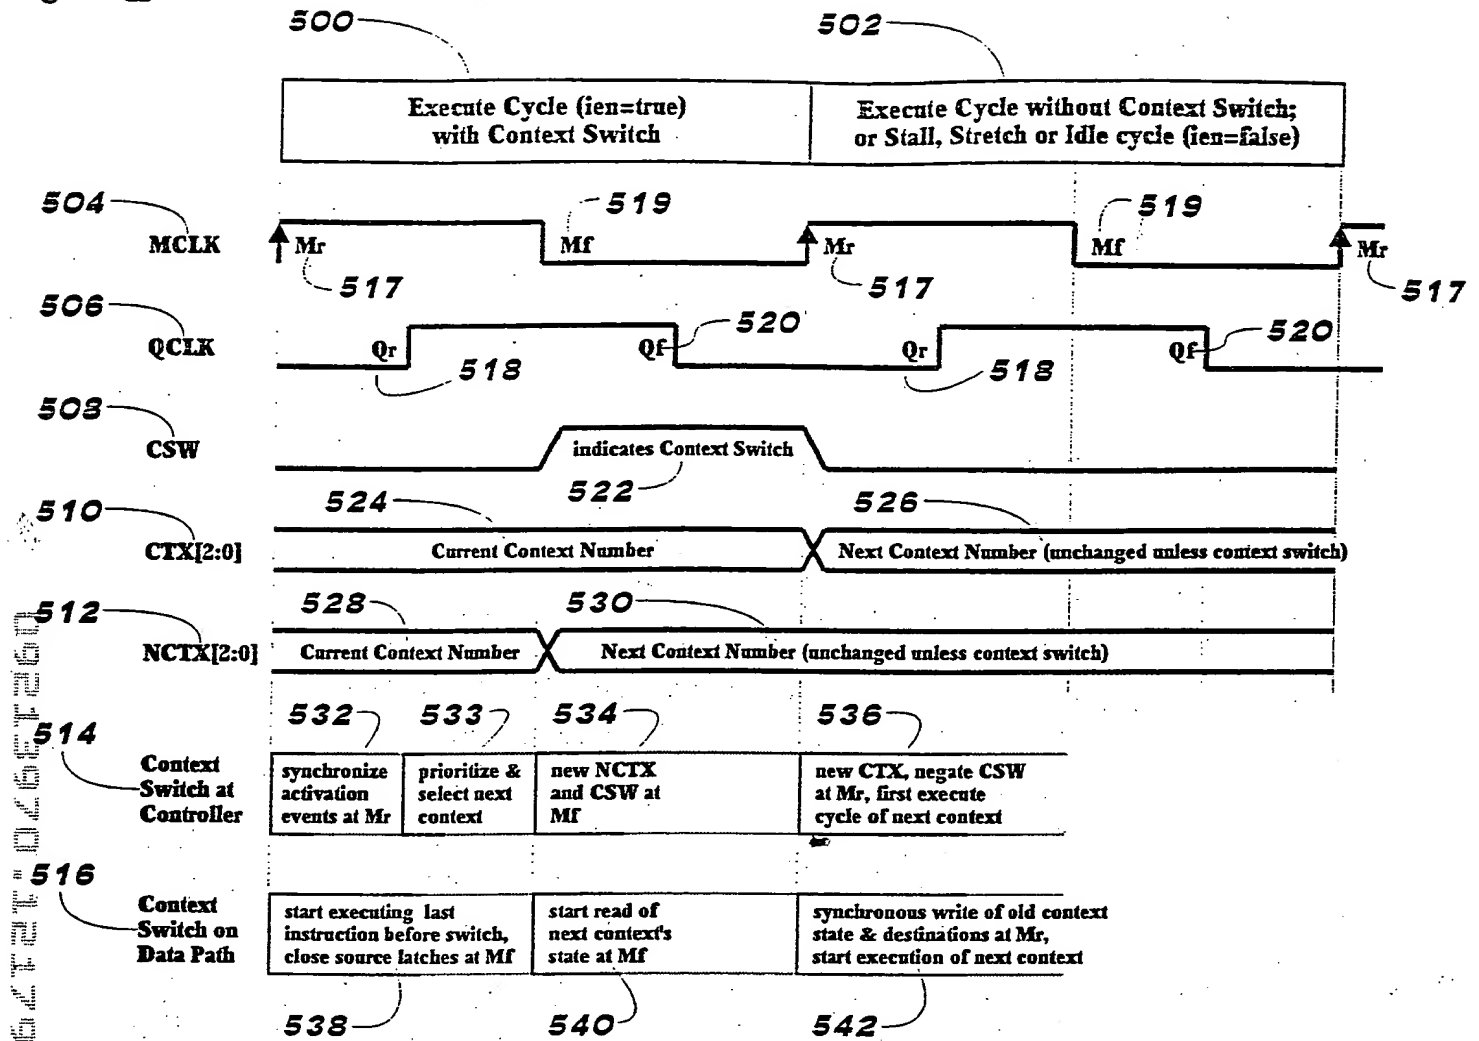 500
502
Execute Cycle (ien=true)
with Context Switch
Execute Cycle without Context Switch;
or Stall, Stretch or Idle cycle (ien=false)
504
MCLK
Mr
517
Mf
519
Mr
517
Mf
519
Mr
517
506
QCLK
Qr
518
Qf
520
Qr
518
Qf
520
508
CSW
indicates Context Switch
522
510
CTX[2:0]
524
Current Context Number
526
Next Context Number (unchanged unless context switch)
512
NCTX[2:0]
528
Current Context Number
530
Next Context Number (unchanged unless context switch)
514
Context
Switch at
Controller
532
synchronize
activation
events at Mr
533
prioritize &
select next
context
534
new NCTX
and CSW at
Mf
536
new CTX, negate CSW
at Mr, first execute
cycle of next context
516
Context
Switch on
Data Path
start executing last
instruction before switch,
close source latches at Mf
538
start read of
next context's
state at Mf
540
synchronous write of old context
state & destinations at Mr,
start execution of next context
542